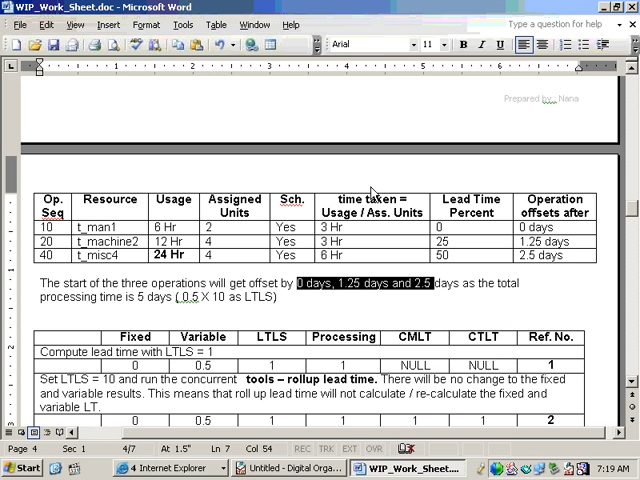 WIP_Work_Sheet.doc - Microsoft Word
File Edit View Insert Format Tools Table Window Help Type a question for help
Arial 11 B I U
1 2 3 4 5 6
Prepared by : Nana
Op. Seq Resource Usage Assigned Units Sch. time taken = Usage / Ass. Units Lead Time Percent Operation offsets after
10 t_man1 6 Hr 2 Yes 3 Hr 0 0 days
20 t_machine2 12 Hr 4 Yes 3 Hr 25 1.25 days
40 t_misc4 24 Hr 4 Yes 6 Hr 50 2.5 days
The start of the three operations will get offset by 0 days, 1.25 days and 2.5 days as the total
processing time is 5 days ( 0.5 X 10 as LTLS)
Fixed Variable LTLS Processing CMLT CTLT Ref. No.
Compute lead time with LTLS = 1
0 0.5 1 1 NULL NULL 1
Set LTLS = 10 and run the concurrent tools – rollup lead time. There will be no change to the fixed
and variable results. This means that roll up lead time will not calculate / re-calculate the fixed and
variable LT.
0 0.5 1 1 NULL NULL 2
Page 4 Sec 1 4/7 At 1.5" Ln 7 Col 54 REC TRK EXT OVR
Start 4 Internet Explorer Untitled - Digital Orga... WIP_Work_Sheet.... 7:19 AM